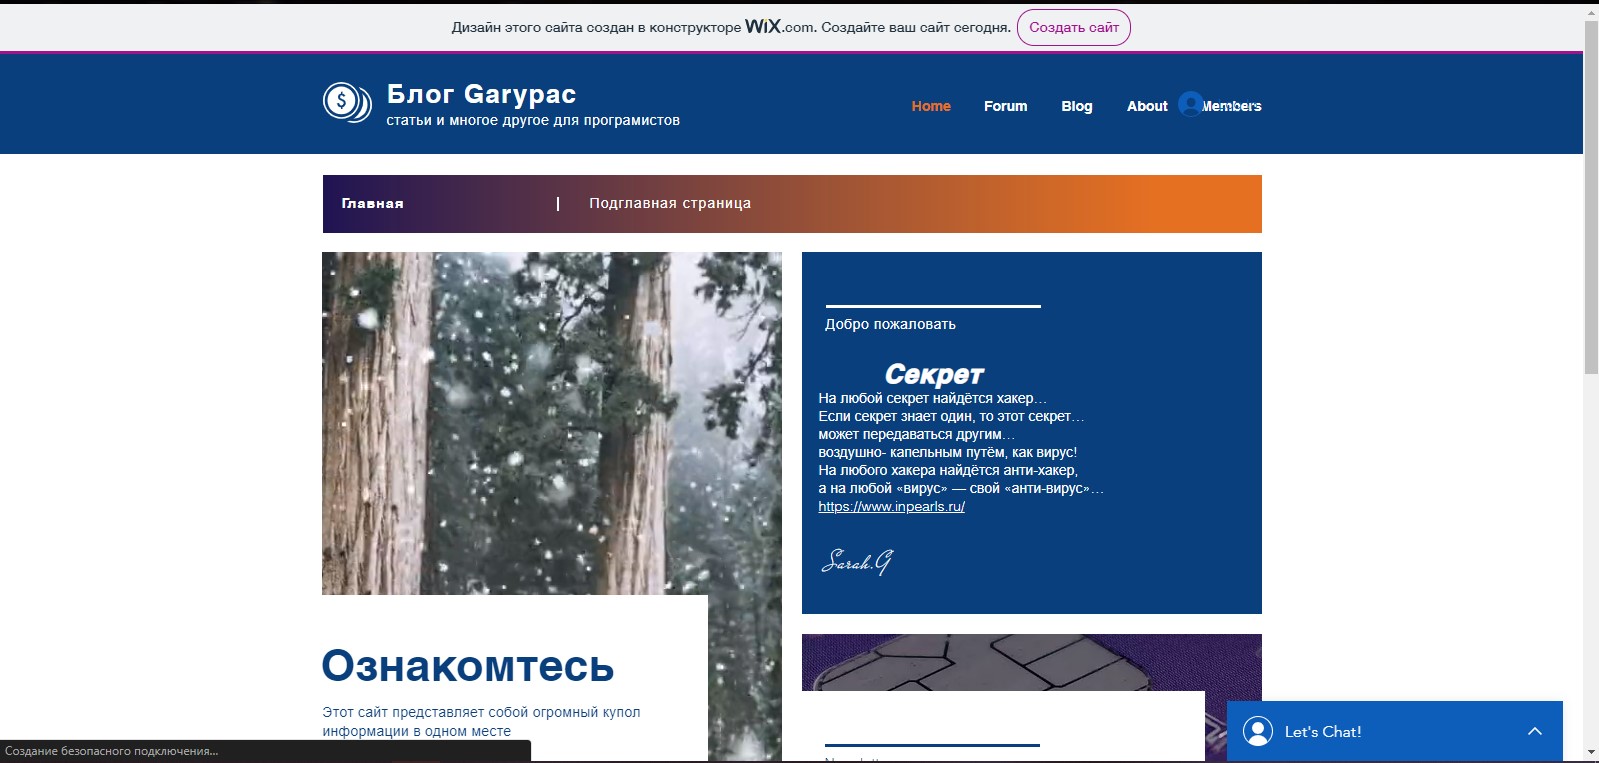 Дизайн этого сайта создан в конструкторе WiX.com. Создайте ваш сайт сегодня. Создать сайт
Блог Garypac
статьи и многое другое для програмистов
Home Forum Blog About Members
Главная | Подглавная страница
Добро пожаловать
Секрет
На любой секрет найдётся хакер…
Если секрет знает один, то этот секрет…
может передаваться другим…
воздушно- капельным путём, как вирус!
На любого хакера найдётся анти-хакер,
а на любой «вирус» — свой «анти-вирус»…
https://www.inpearls.ru/
Sarah.G
Ознакомтесь
Этот сайт представляет собой огромный купол
информации в одном месте
Let's Chat!
Создание безопасного подключения...